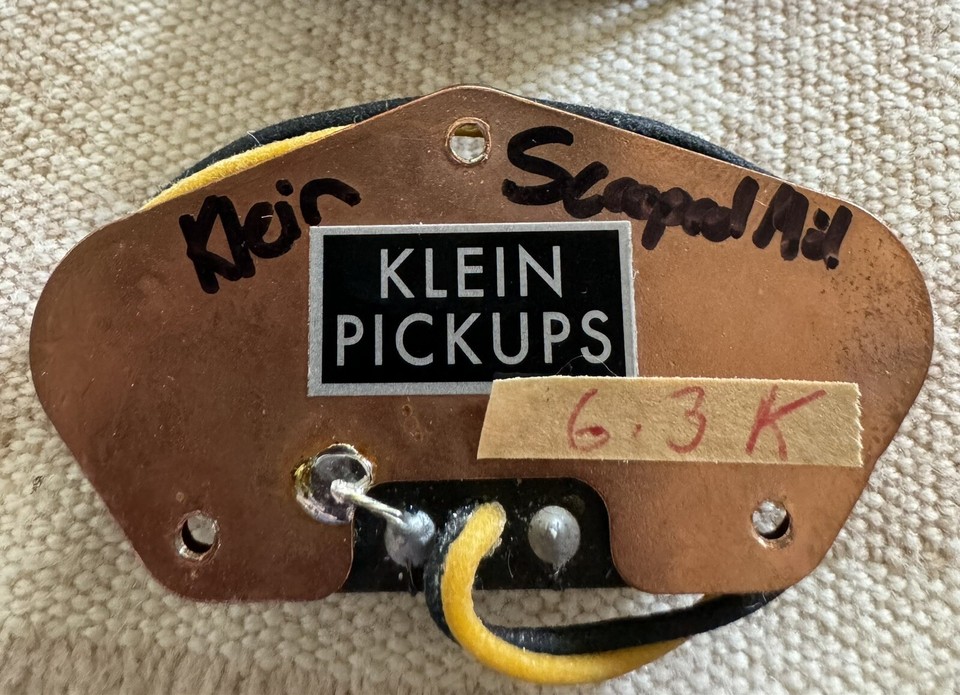 Klein
Scooped Mid.
KLEIN
PICKUPS
6.3K